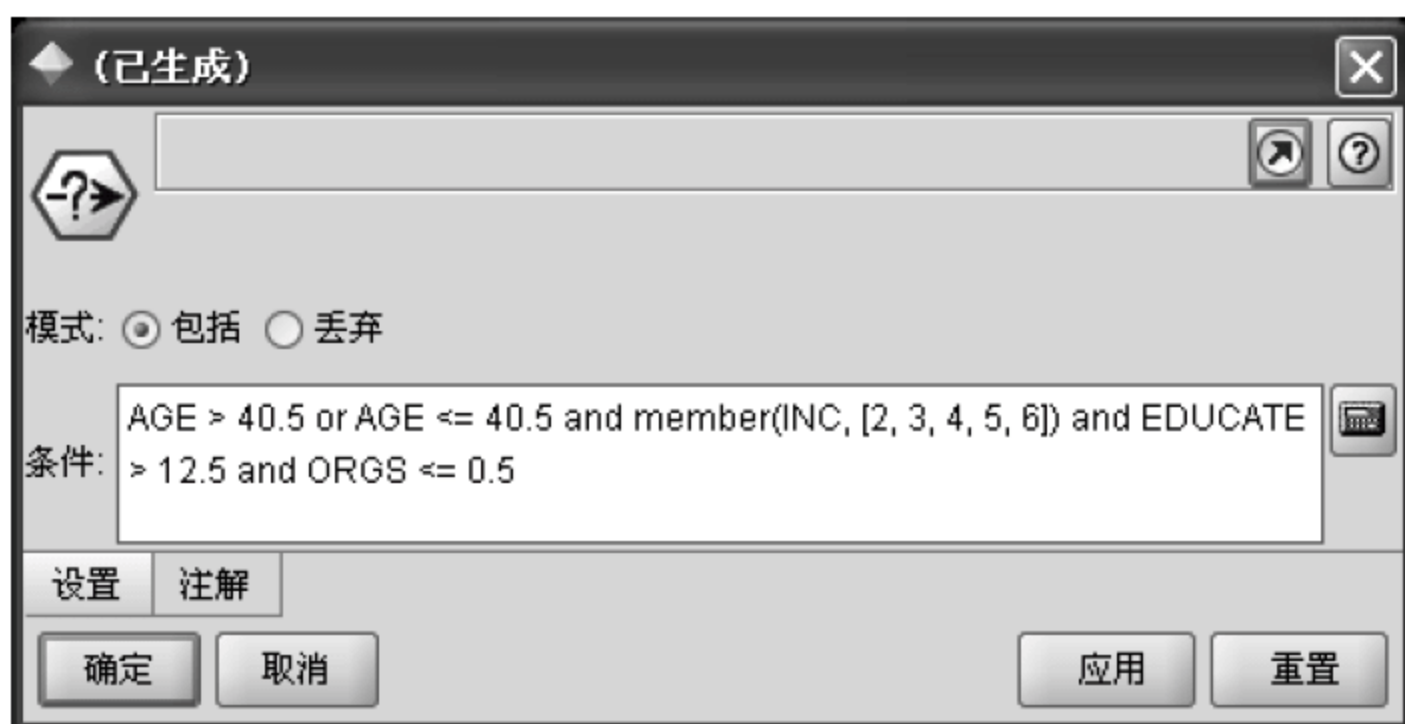 (已生成)
模式: 包括 丢弃
条件:
AGE > 40.5 or AGE <= 40.5 and member(INC, [2, 3, 4, 5, 6]) and EDUCATE
> 12.5 and ORGS <= 0.5
设置 注解
确定 取消 应用 重置